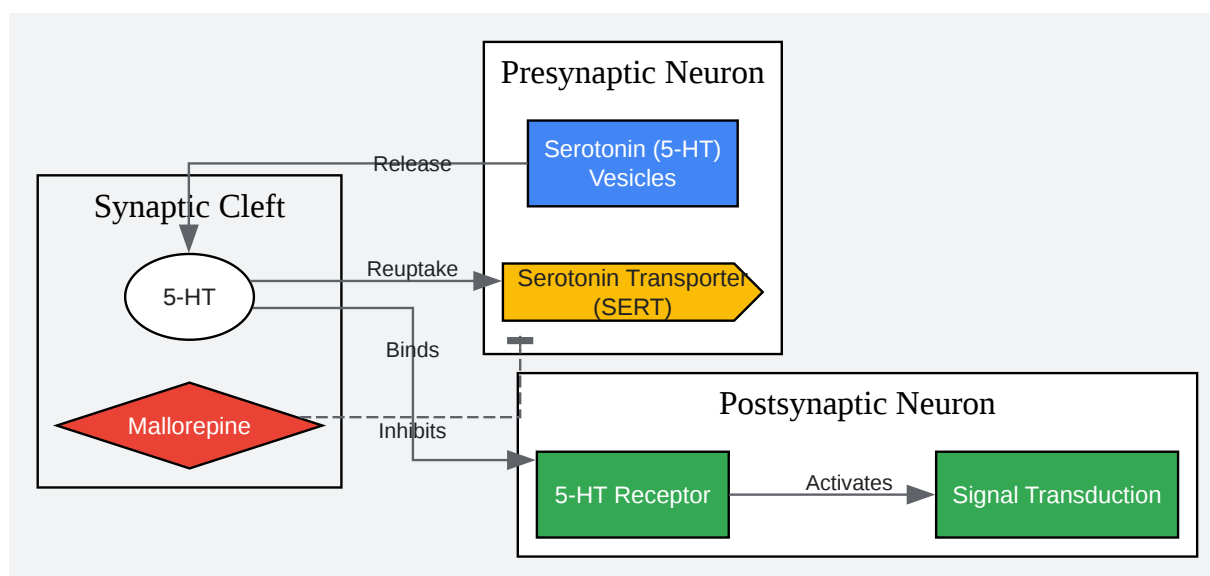 Presynaptic Neuron
Serotonin (5-HT)
Vesicles
Release
Synaptic Cleft
5-HT
Reuptake
Serotonin Transporter
(SERT)
Binds
Mallorepine
Inhibits
Postsynaptic Neuron
5-HT Receptor
Activates
Signal Transduction